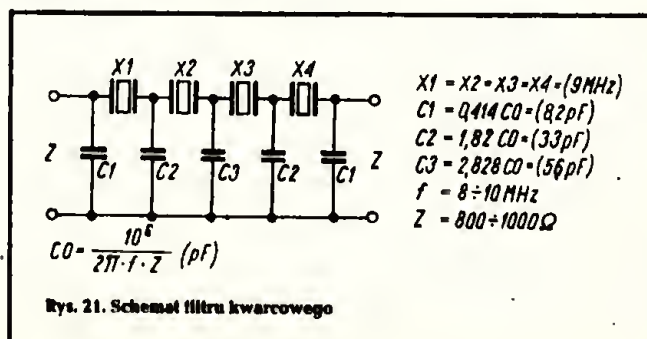 X1 X2 X3 X4
Z C1 C2 C3 C2 C1 Z
X1 = X2 = X3 = X4 = (9MHz)
C1 = 0,414 C0 = (8,2pF)
C2 = 1,82 C0 = (33pF)
C3 = 2,828 C0 = (56pF)
f = 8÷10 MHz
Z = 800÷1000Ω
C0 = 10⁶ / 2π·f·Z (pF)
Rys. 21. Schemat filtru kwarcowego